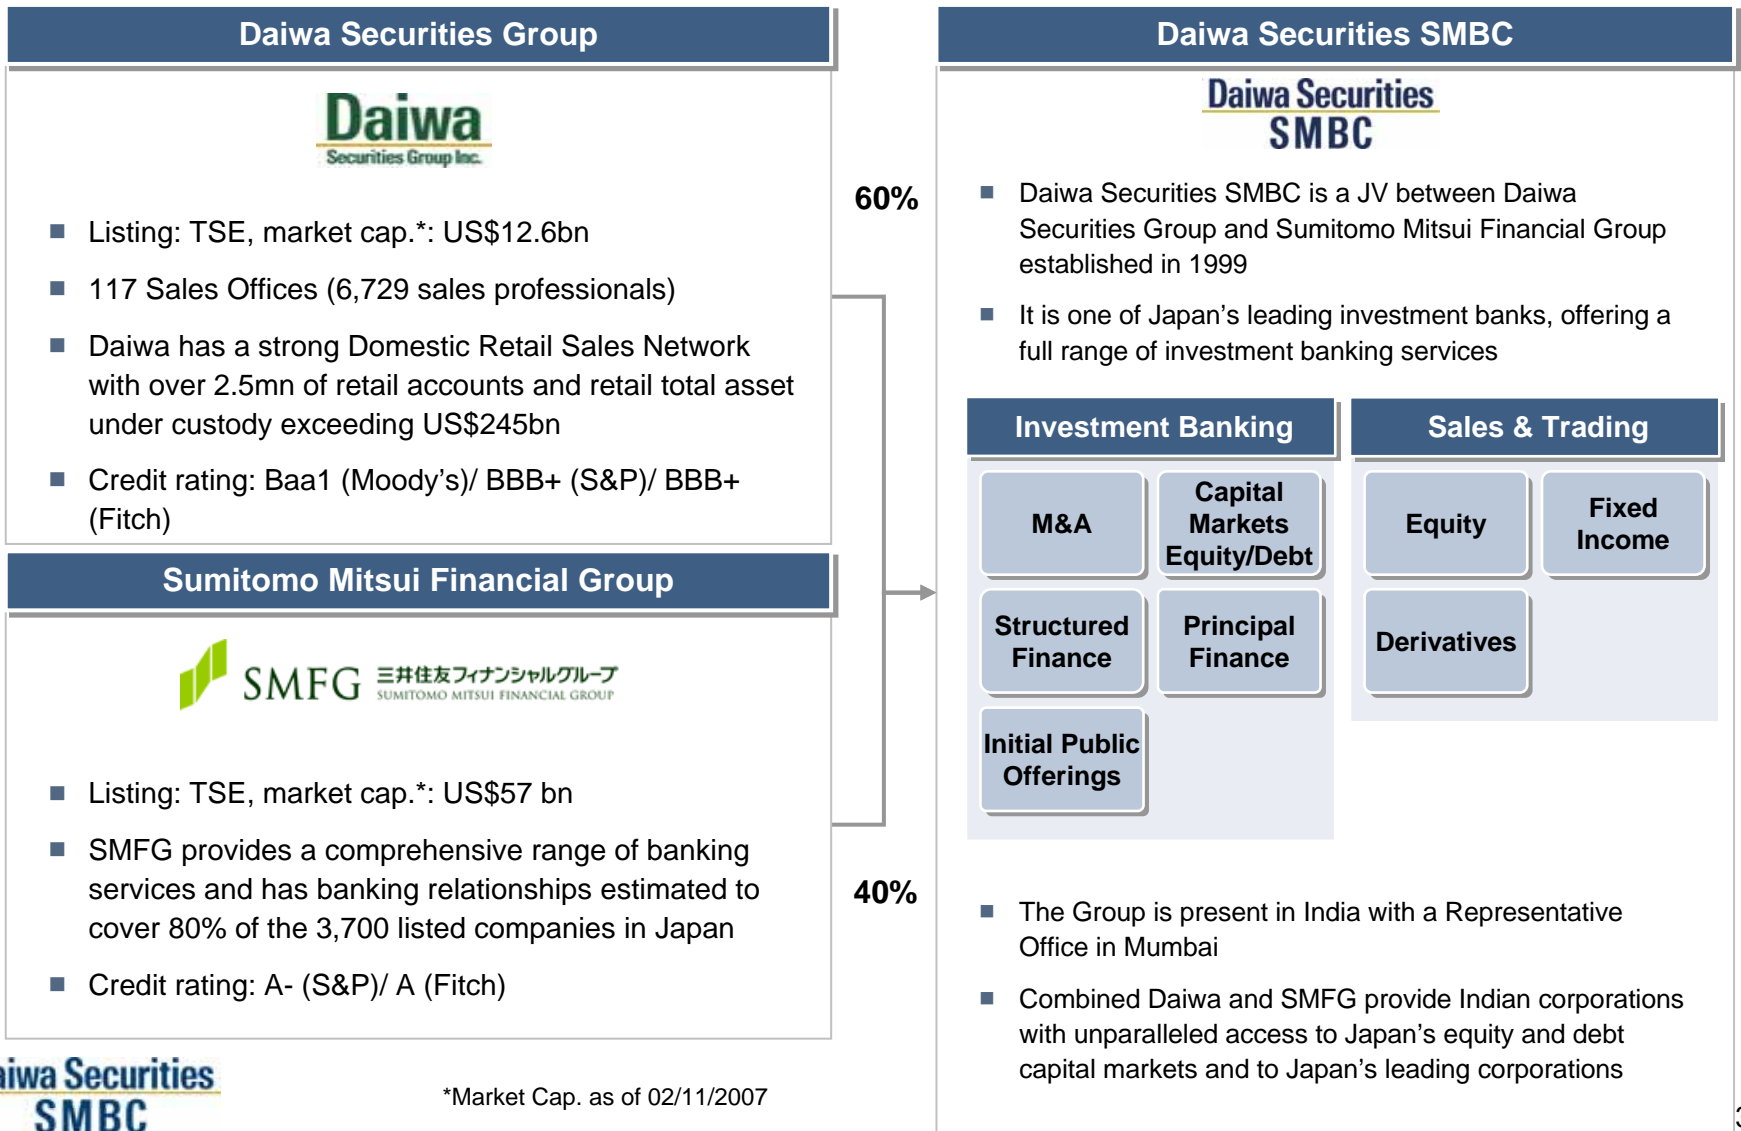 Daiwa Securities Group
Daiwa
Securities Group Inc.
Listing: TSE, market cap.*: US$12.6bn
117 Sales Offices (6,729 sales professionals)
Daiwa has a strong Domestic Retail Sales Network
with over 2.5mn of retail accounts and retail total asset
under custody exceeding US$245bn
Credit rating: Baa1 (Moody’s)/ BBB+ (S&P)/ BBB+
(Fitch)
Sumitomo Mitsui Financial Group
SMFG 三井住友フィナンシャルグループ
SUMITOMO MITSUI FINANCIAL GROUP
Listing: TSE, market cap.*: US$57 bn
SMFG provides a comprehensive range of banking
services and has banking relationships estimated to
cover 80% of the 3,700 listed companies in Japan
Credit rating: A- (S&P)/ A (Fitch)
60%
40%
Daiwa Securities SMBC
Daiwa Securities
SMBC
Daiwa Securities SMBC is a JV between Daiwa
Securities Group and Sumitomo Mitsui Financial Group
established in 1999
It is one of Japan’s leading investment banks, offering a
full range of investment banking services
Investment Banking
M&A
Capital
Markets
Equity/Debt
Structured
Finance
Principal
Finance
Initial Public
Offerings
Sales & Trading
Equity
Fixed
Income
Derivatives
The Group is present in India with a Representative
Office in Mumbai
Combined Daiwa and SMFG provide Indian corporations
with unparalleled access to Japan’s equity and debt
capital markets and to Japan’s leading corporations
aiwa Securities
SMBC
*Market Cap. as of 02/11/2007
3